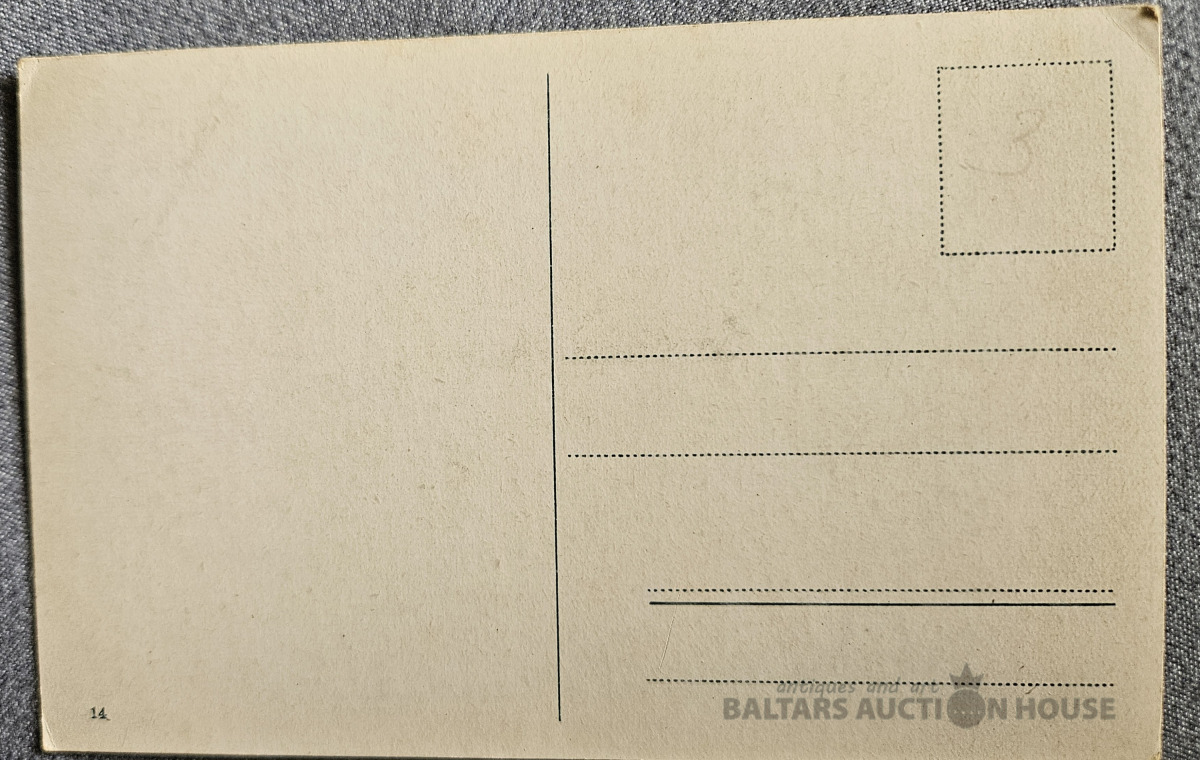 3
14
antiques and art
BALTARS AUCTION HOUSE